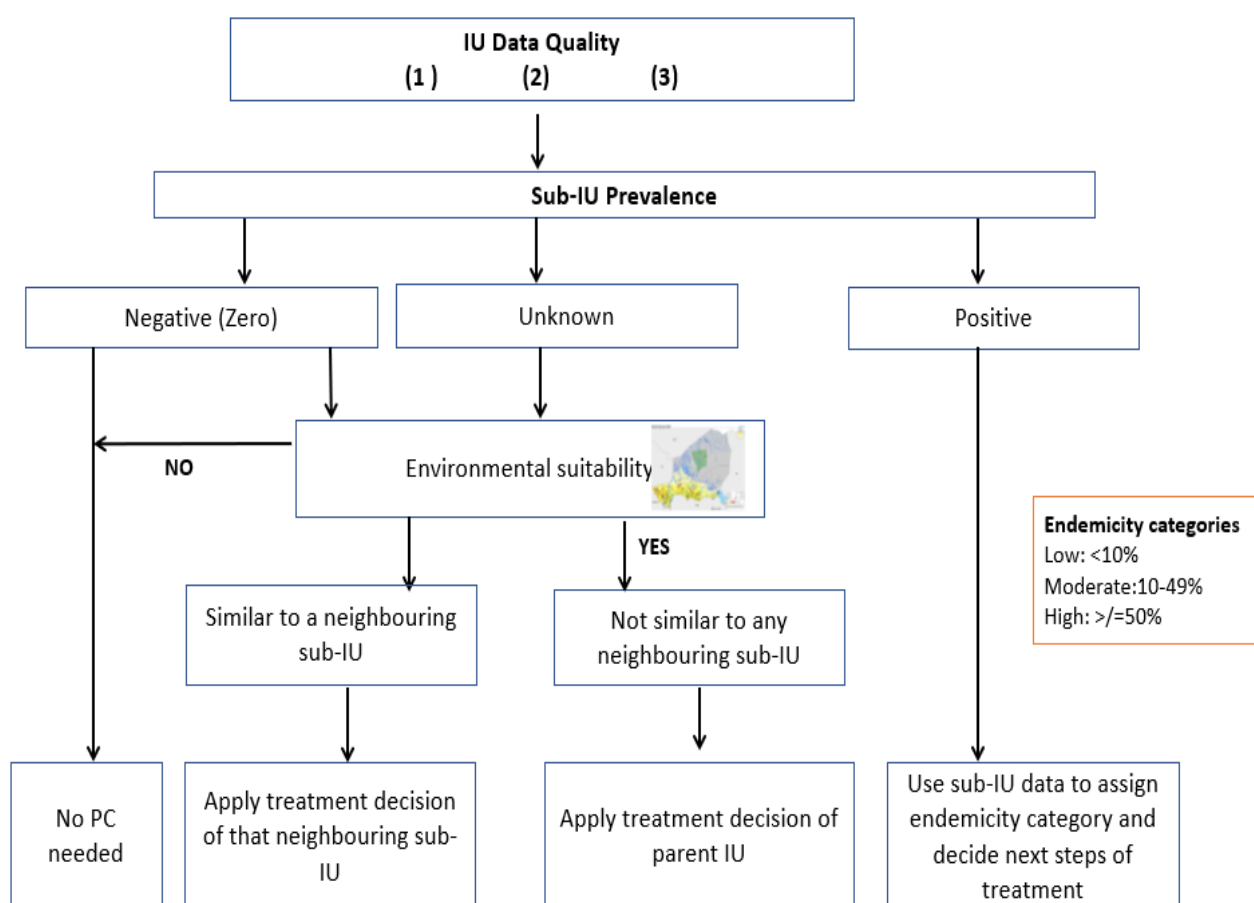 IU Data Quality
(1 ) (2) (3)
Sub-IU Prevalence
Negative (Zero)
Unknown
Positive
Environmental suitability
NO
YES
Endemicity categories
Low: <10%
Moderate:10-49%
High: >/=50%
Similar to a neighbouring
sub-IU
Not similar to any
neighbouring sub-IU
No PC
needed
Apply treatment decision
of that neighbouring sub-
IU
Apply treatment decision of
parent IU
Use sub-IU data to assign
endemicity category and
decide next steps of
treatment